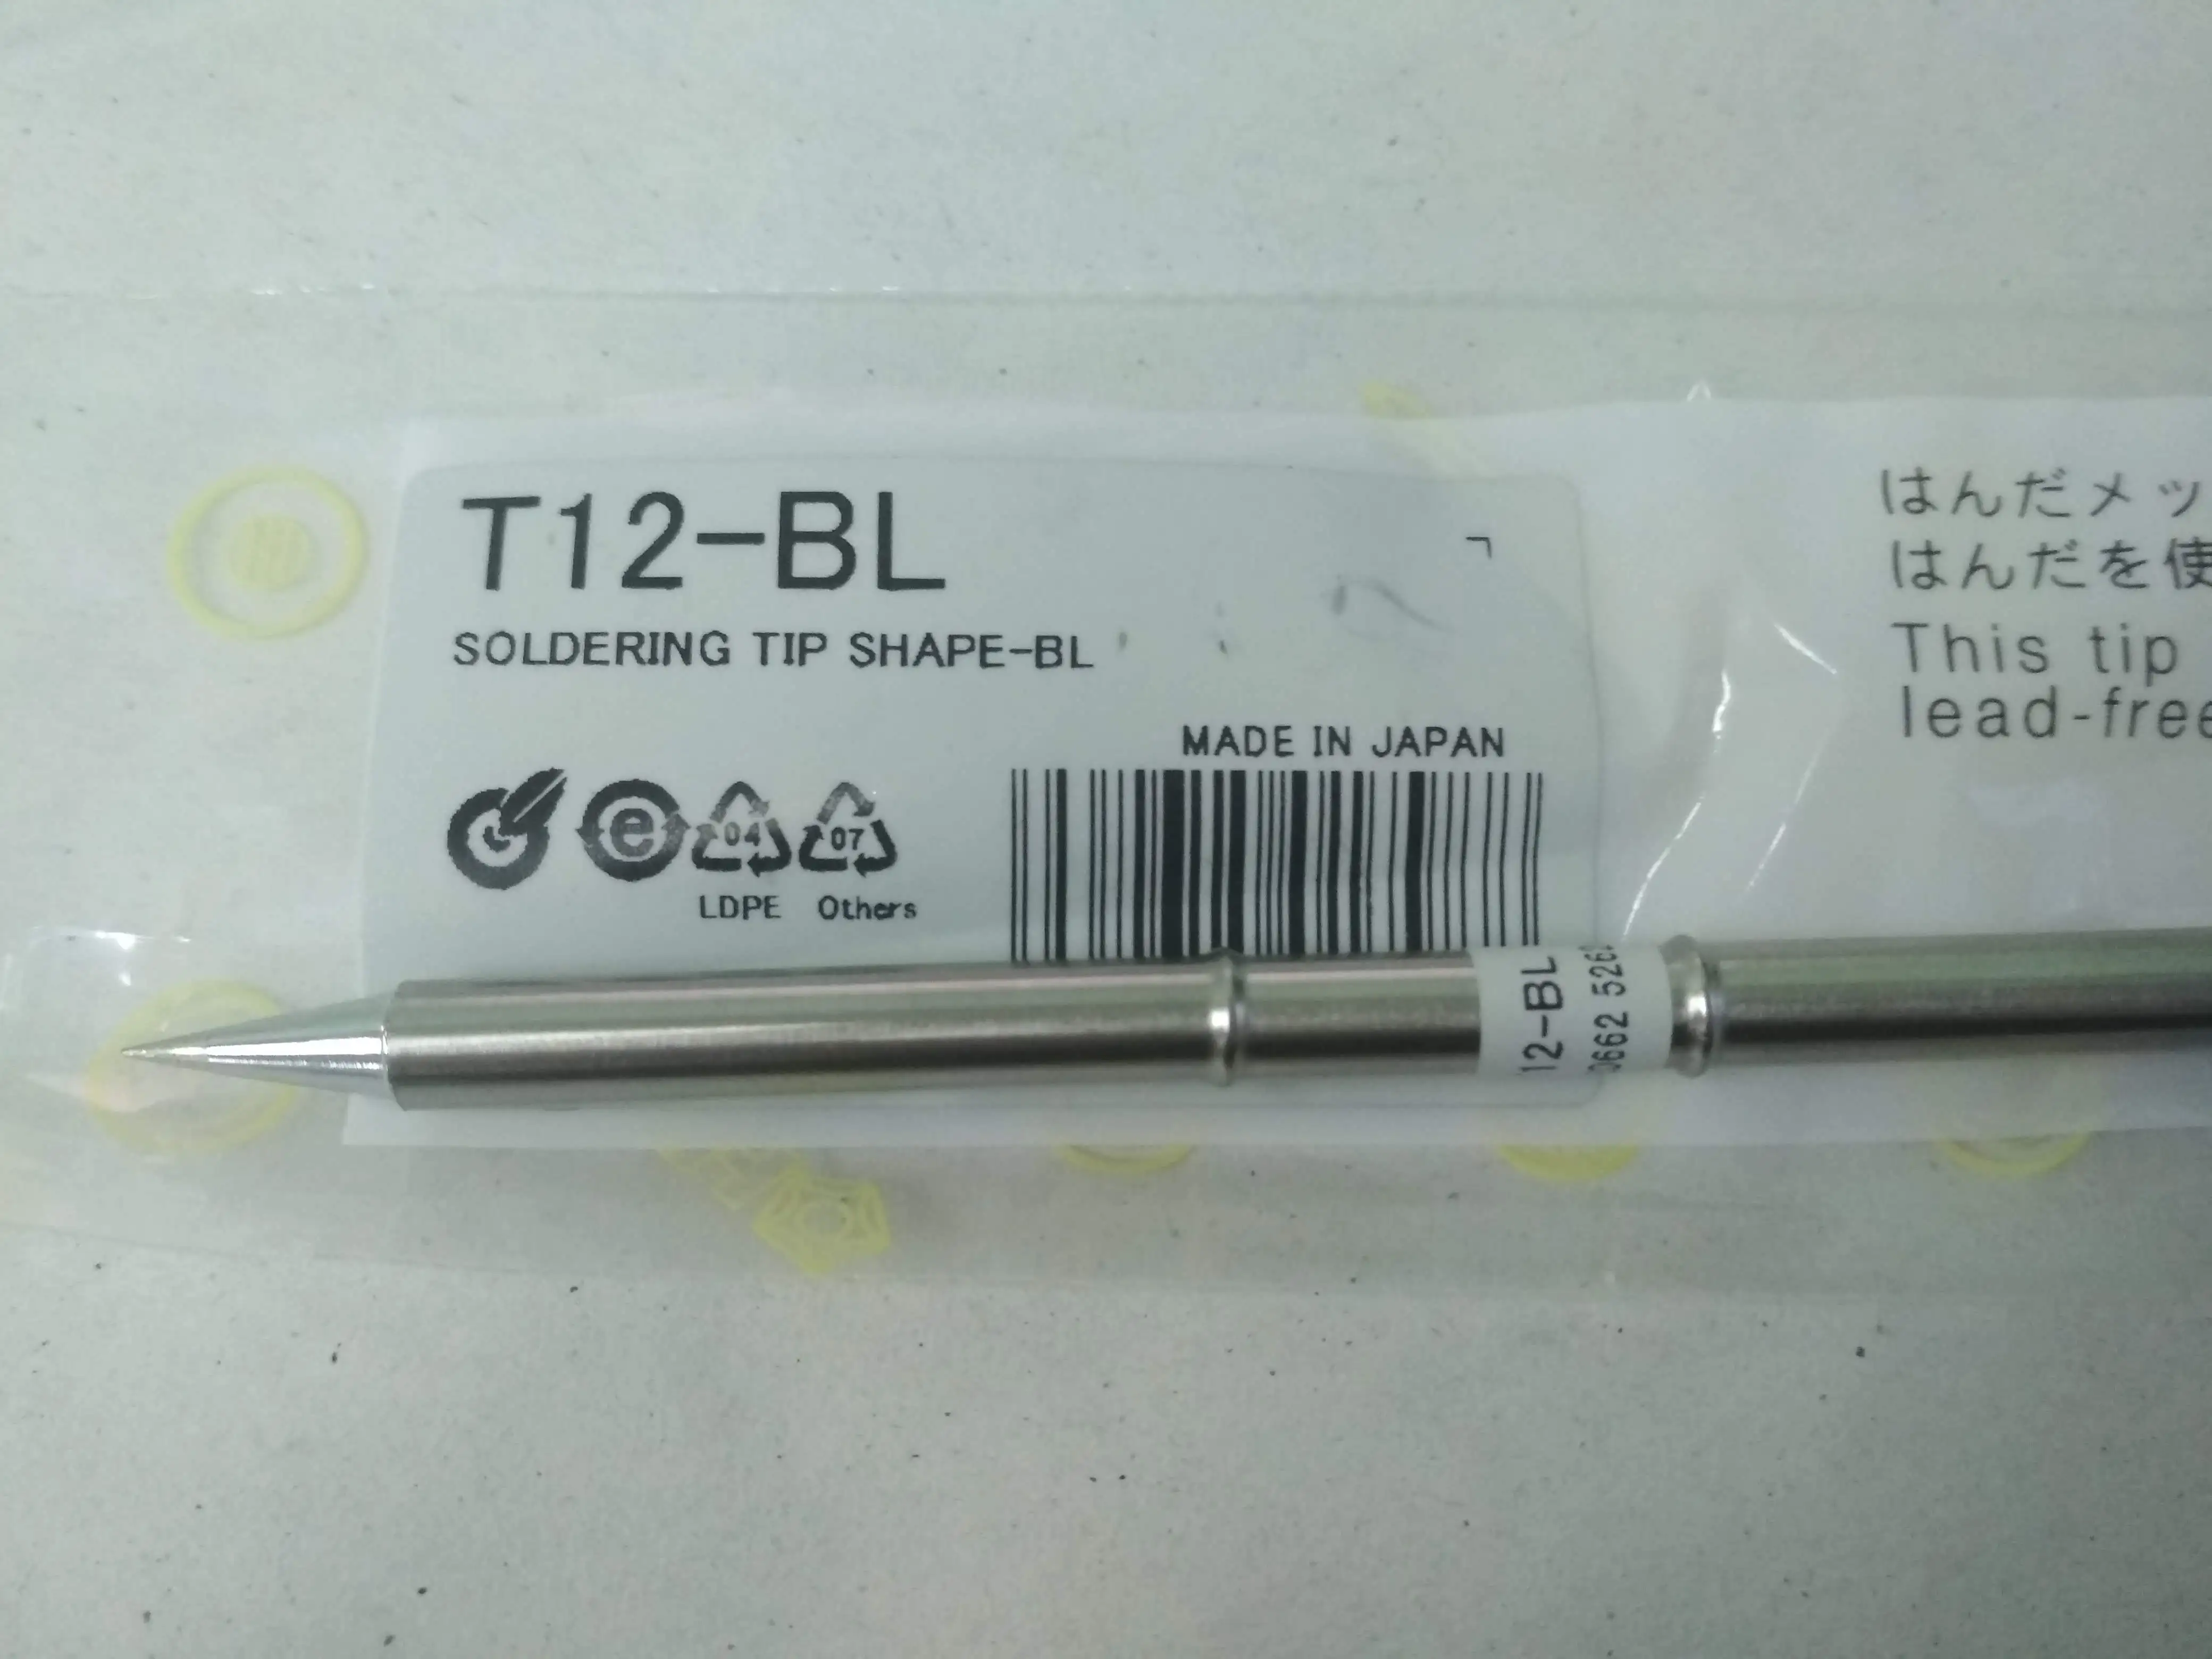 T12-BL
SOLDERING TIP SHAPE-BL
MADE IN JAPAN
e
04
07
LDPE
Others
はんだメッ
はんだを使
This tip
lead-free
12-BL
0662 526